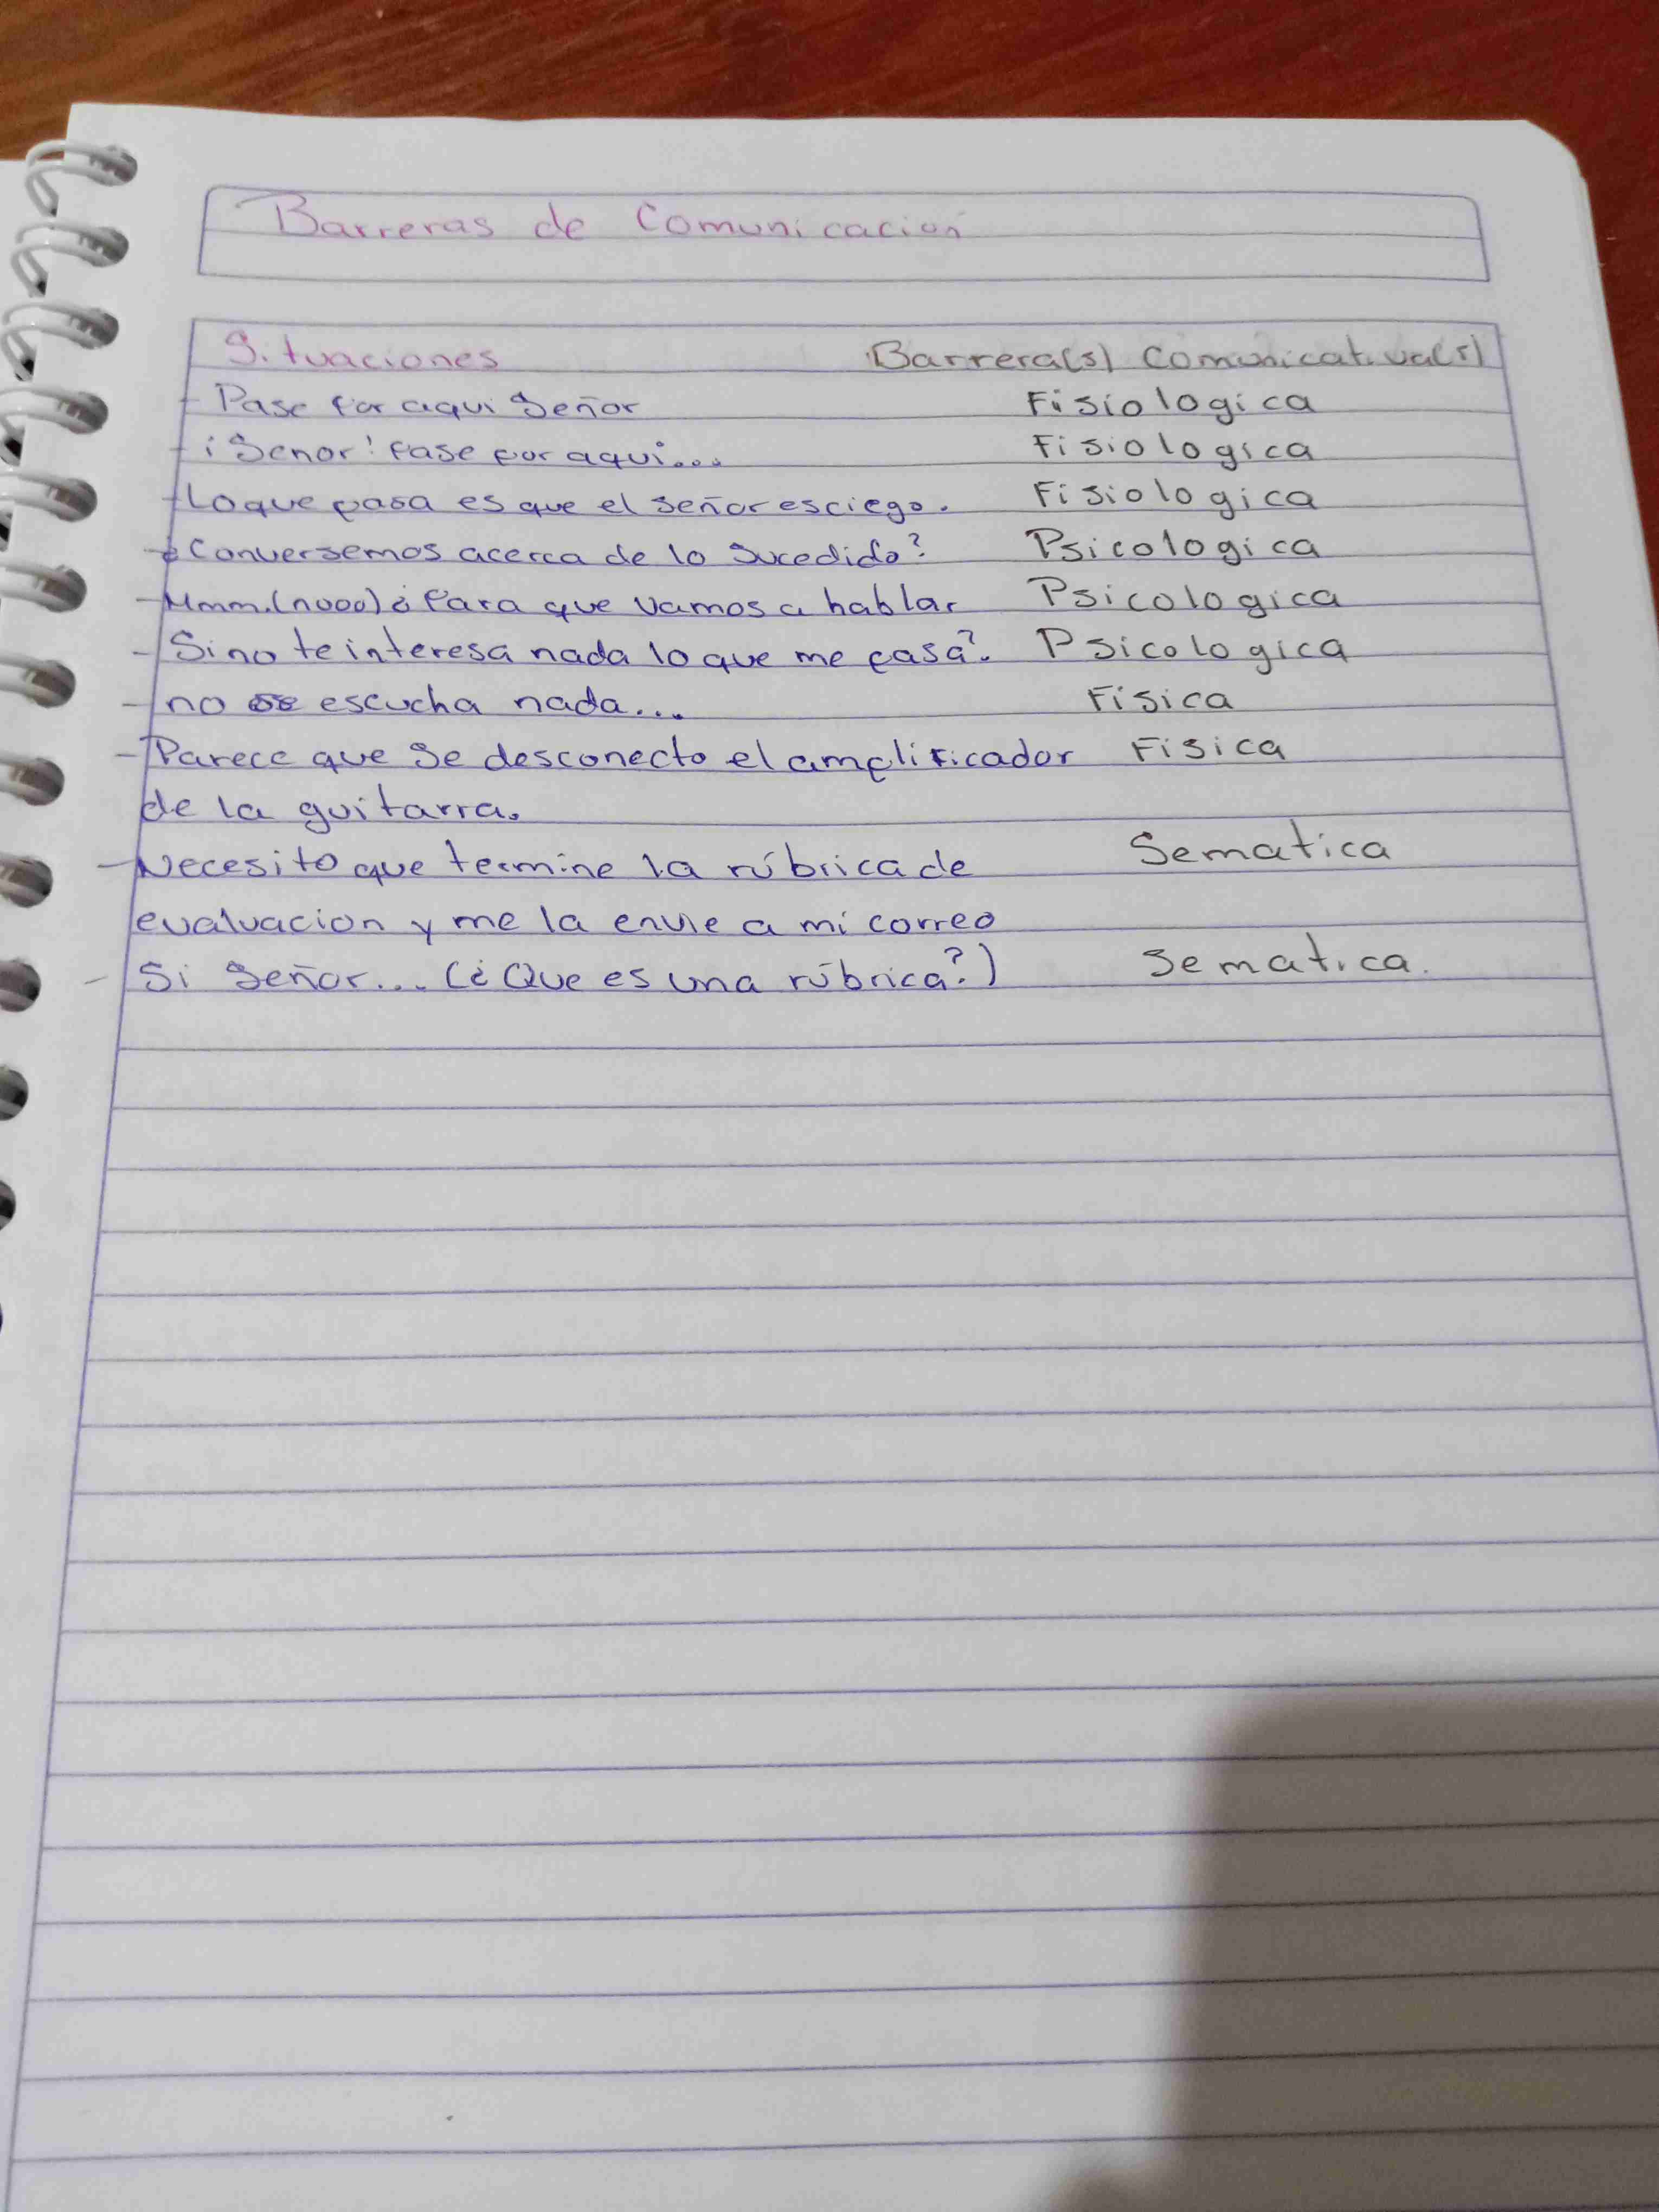 Barreras de Comunicación
Situaciones Barrera(s) Comunicativa(s)
- Pase por aqui Señor Fisiologica
- ¡Senor! Pase por aqui... Fisiologica
- Lo que pasa es que el señor es ciego. Fisiologica
- ¿Conversemos acerca de lo Sucedido? Psicologica
- Mmm.(nooo) ¿Para que vamos a hablar Psicologica
- Si no te interesa nada lo que me pasa?. Psicologica
- no se escucha nada... Fisica
- Parece que Se desconecto el amplificador Fisica
de la guitarra.
- Necesito que termine la rúbrica de Sematica
evaluacion y me la envie a mi correo
- Si Señor... (¿Que es una rúbrica?) Sematica.